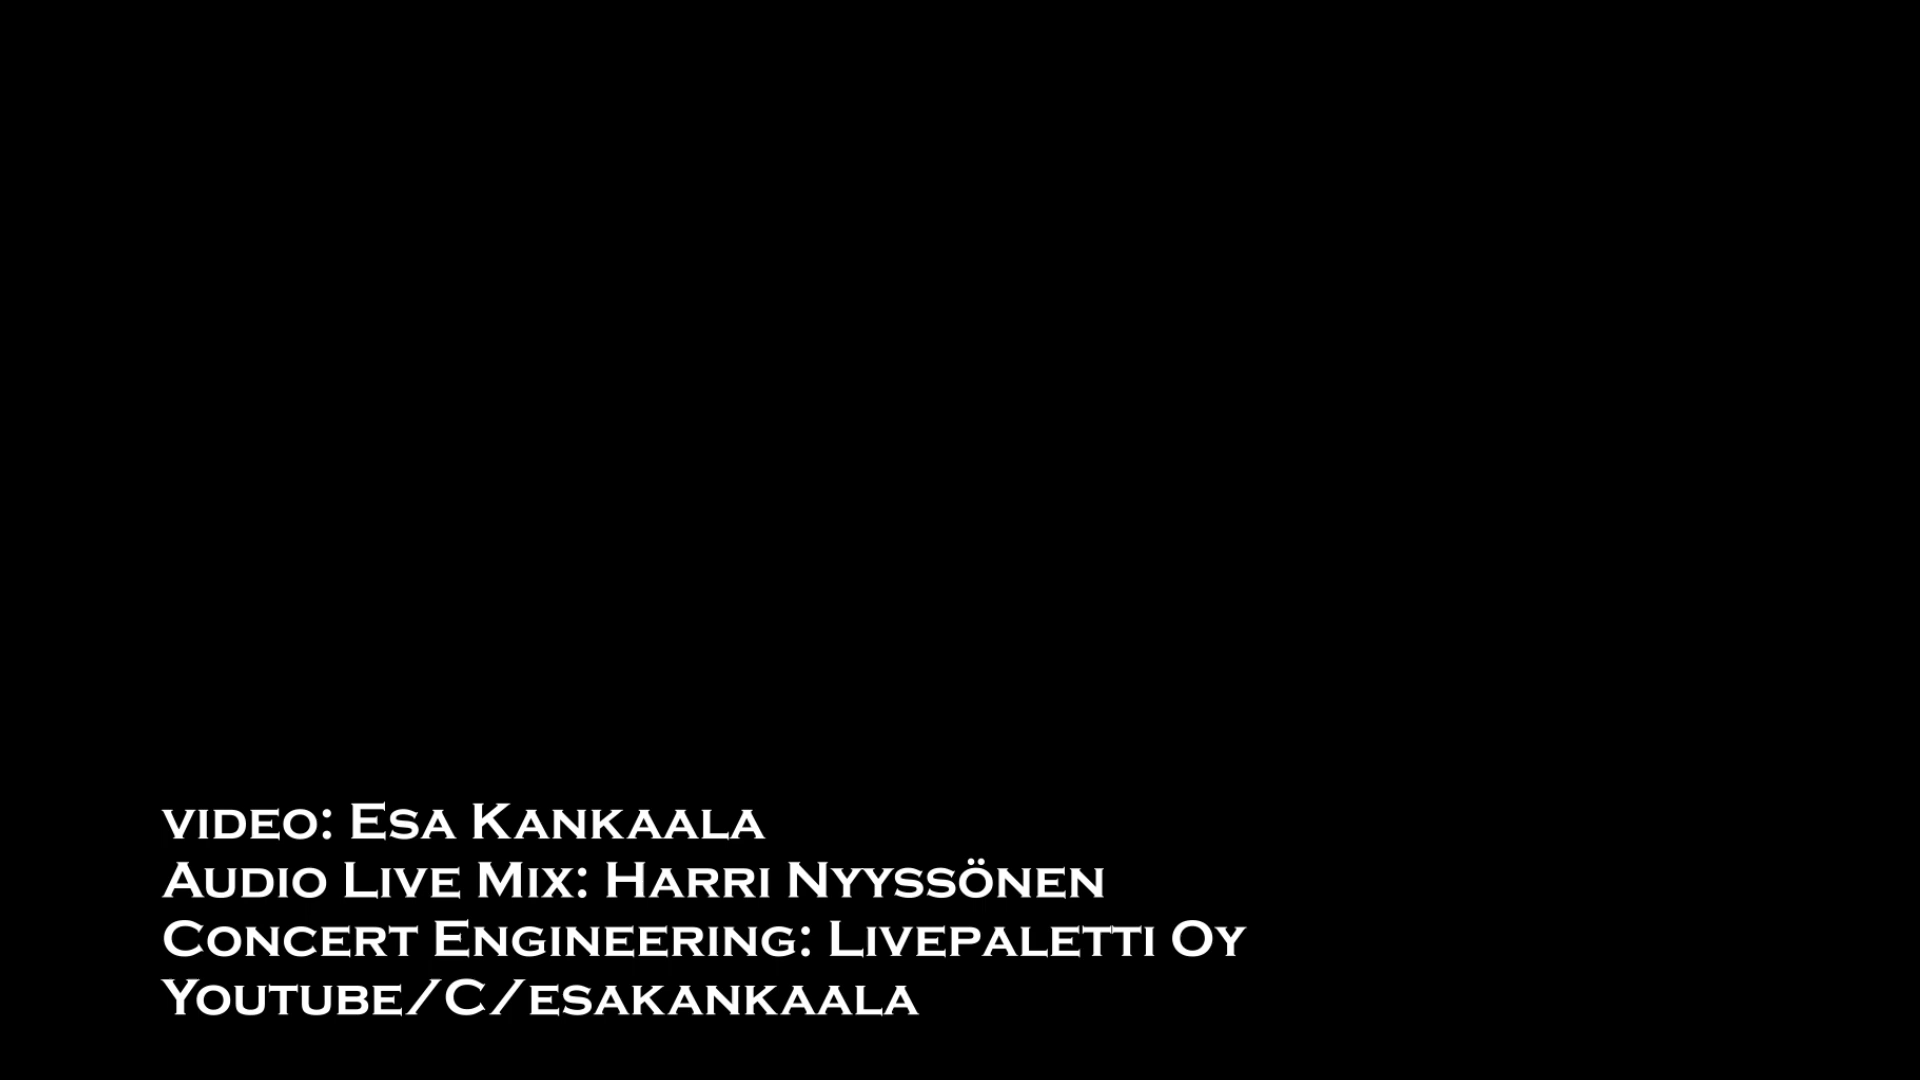 video: Esa Kankaala
Audio Live Mix: Harri Nyyssönen
Concert Engineering: Livepaletti Oy
Youtube/C/esakankaala